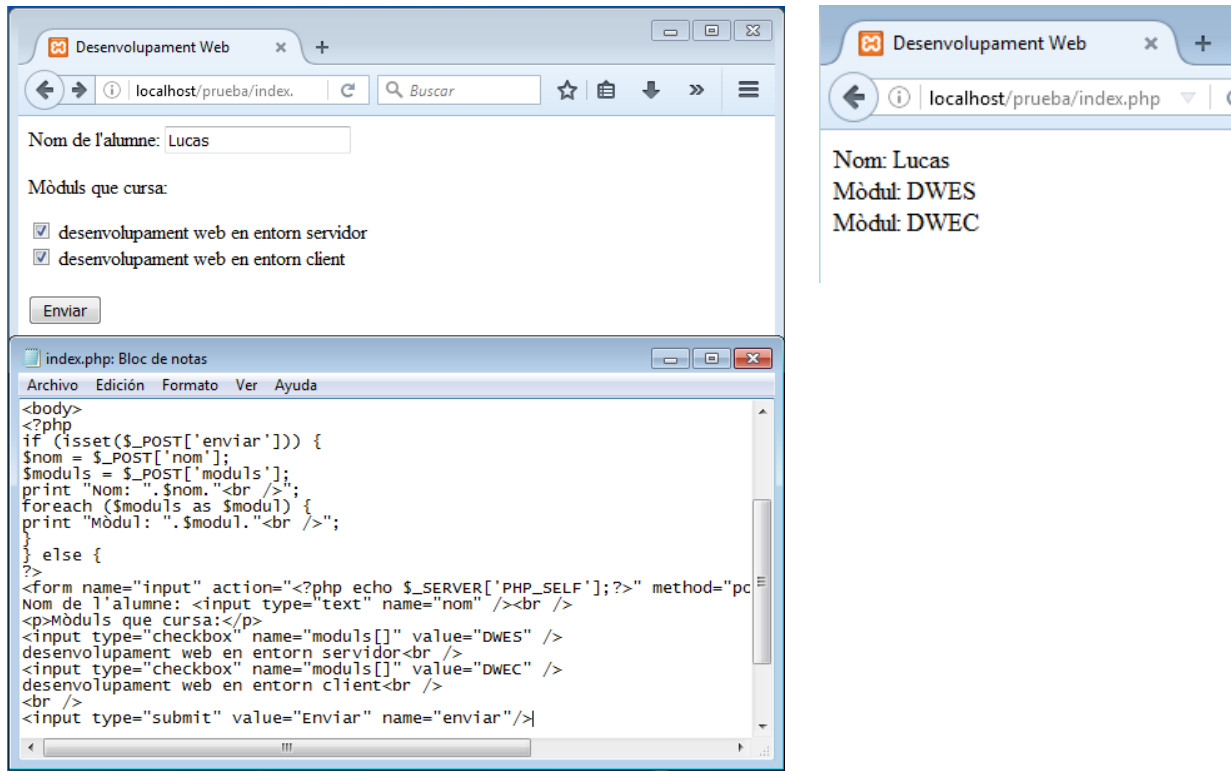 Desenvolupament Web
localhost/prueba/index.
Buscar
Nom de l'alumne: Lucas
Mòduls que cursa:
desenvolupament web en entorn servidor
desenvolupament web en entorn client
Enviar
index.php: Bloc de notas
Archivo Edición Formato Ver Ayuda
<body>
<?php
if (isset($_POST['enviar'])) {
$nom = $_POST['nom'];
$moduls = $_POST['moduls'];
print "Nom: ".$nom."<br />";
foreach ($moduls as $modul) {
print "Mòdul: ".$modul."<br />";
}
} else {
?>
<form name="input" action="<?php echo $_SERVER['PHP_SELF'];?>" method="po
Nom de l'alumne: <input type="text" name="nom" /><br />
<p>Mòduls que cursa:</p>
<input type="checkbox" name="moduls[]" value="DWES" />
desenvolupament web en entorn servidor<br />
<input type="checkbox" name="moduls[]" value="DWEC" />
desenvolupament web en entorn client<br />
<br />
<input type="submit" value="Enviar" name="enviar"/>
Desenvolupament Web
localhost/prueba/index.php
Nom: Lucas
Mòdul: DWES
Mòdul: DWEC